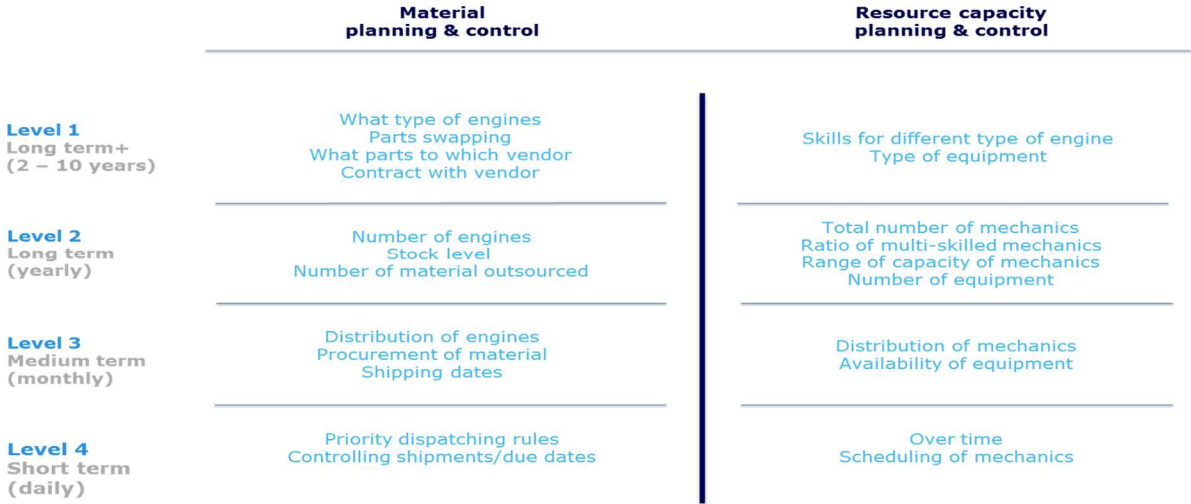 Material
planning & control
Resource capacity
planning & control
Level 1
Long term+
(2 – 10 years)
What type of engines
Parts swapping
What parts to which vendor
Contract with vendor
Skills for different type of engine
Type of equipment
Level 2
Long term
(yearly)
Number of engines
Stock level
Number of material outsourced
Total number of mechanics
Ratio of multi-skilled mechanics
Range of capacity of mechanics
Number of equipment
Level 3
Medium term
(monthly)
Distribution of engines
Procurement of material
Shipping dates
Distribution of mechanics
Availability of equipment
Level 4
Short term
(daily)
Priority dispatching rules
Controlling shipments/due dates
Over time
Scheduling of mechanics